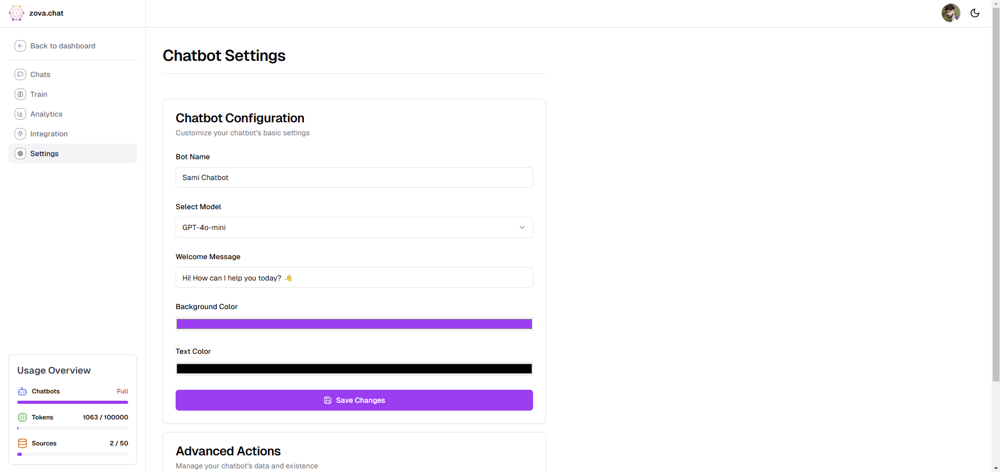 zova.chat
Back to dashboard
Chats
Train
Analytics
Integration
Settings
Usage Overview
Chatbots Full
Tokens 1063 / 100000
Sources 2 / 50
Chatbot Settings
Chatbot Configuration
Customize your chatbot's basic settings
Bot Name
Sami Chatbot
Select Model
GPT-4o-mini
Welcome Message
Hi! How can I help you today? 👋
Background Color
Text Color
Save Changes
Advanced Actions
Manage your chatbot's data and existence